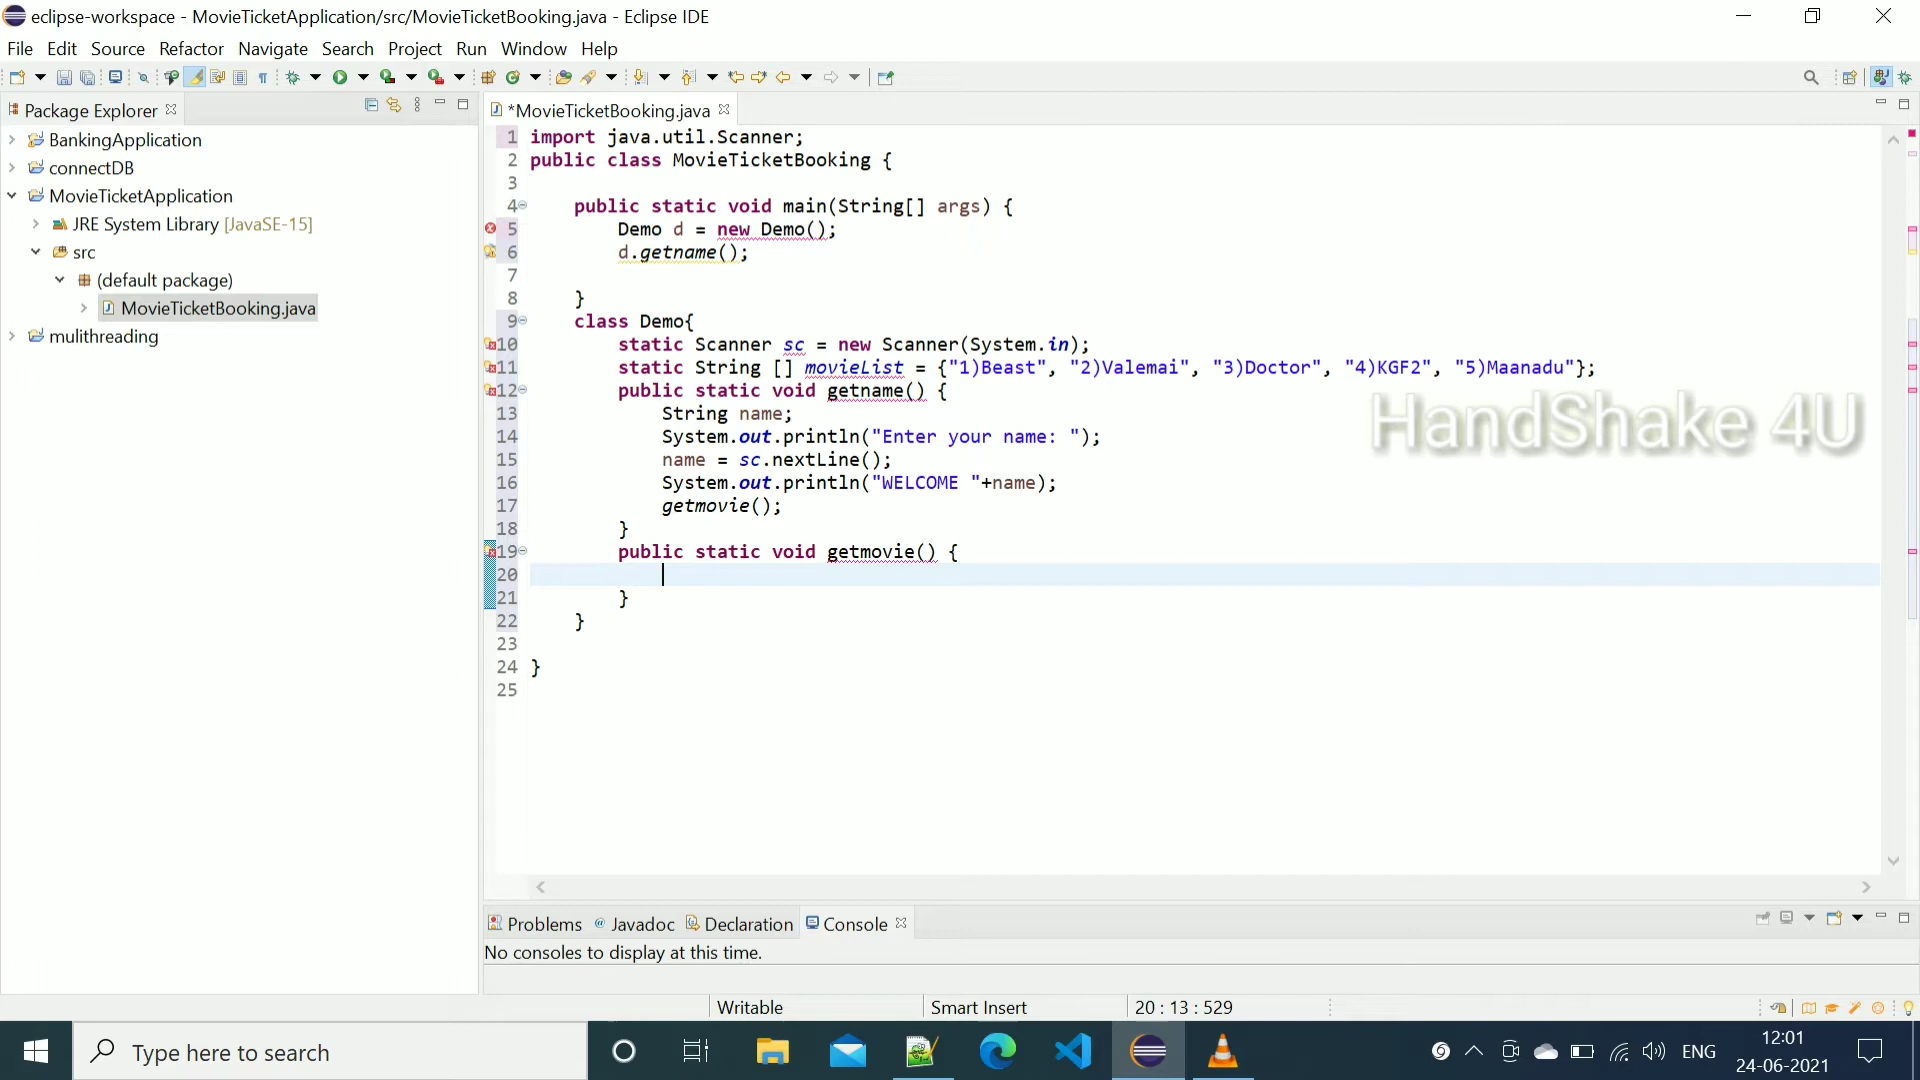 eclipse-workspace - MovieTicketApplication/src/MovieTicketBooking.java - Eclipse IDE
File Edit Source Refactor Navigate Search Project Run Window Help
Package Explorer
BankingApplication
connectDB
MovieTicketApplication
JRE System Library [JavaSE-15]
src
(default package)
MovieTicketBooking.java
mulithreading
*MovieTicketBooking.java
1 import java.util.Scanner;
2 public class MovieTicketBooking {
3
4 public static void main(String[] args) {
5 Demo d = new Demo();
6 d.getname();
7
8 }
9 class Demo{
10 static Scanner sc = new Scanner(System.in);
11 static String [] movieList = {"1)Beast", "2)Valemai", "3)Doctor", "4)KGF2", "5)Maanadu"};
12 public static void getname() {
13 String name;
14 System.out.println("Enter your name: ");
15 name = sc.nextLine();
16 System.out.println("WELCOME "+name);
17 getmovie();
18 }
19 public static void getmovie() {
20
21 }
22 }
23
24 }
25
HandShake 4U
Problems @ Javadoc Declaration Console
No consoles to display at this time.
Writable Smart Insert 20 : 13 : 529
Type here to search
ENG
12:01
24-06-2021